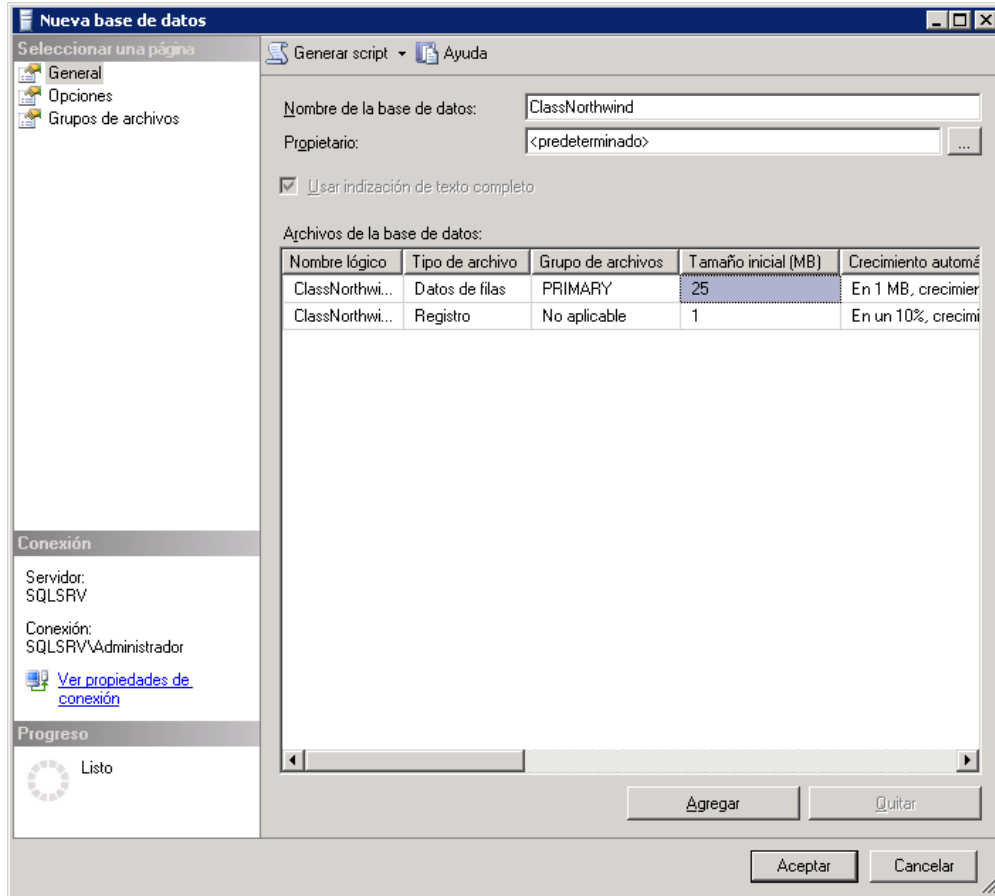 Nueva base de datos
Seleccionar una página
General
Opciones
Grupos de archivos
Generar script
Ayuda
Nombre de la base de datos: ClassNorthwind
Propietario: <predeterminado> ...
Usar indización de texto completo
Archivos de la base de datos:
Nombre lógico Tipo de archivo Grupo de archivos Tamaño inicial (MB) Crecimiento automá
ClassNorthwi... Datos de filas PRIMARY 25 En 1 MB, crecimien
ClassNorthwi... Registro No aplicable 1 En un 10%, crecimi
Conexión
Servidor:
SQLSRV
Conexión:
SQLSRV\Administrador
Ver propiedades de
conexión
Progreso
Listo
Agregar Quitar
Aceptar Cancelar